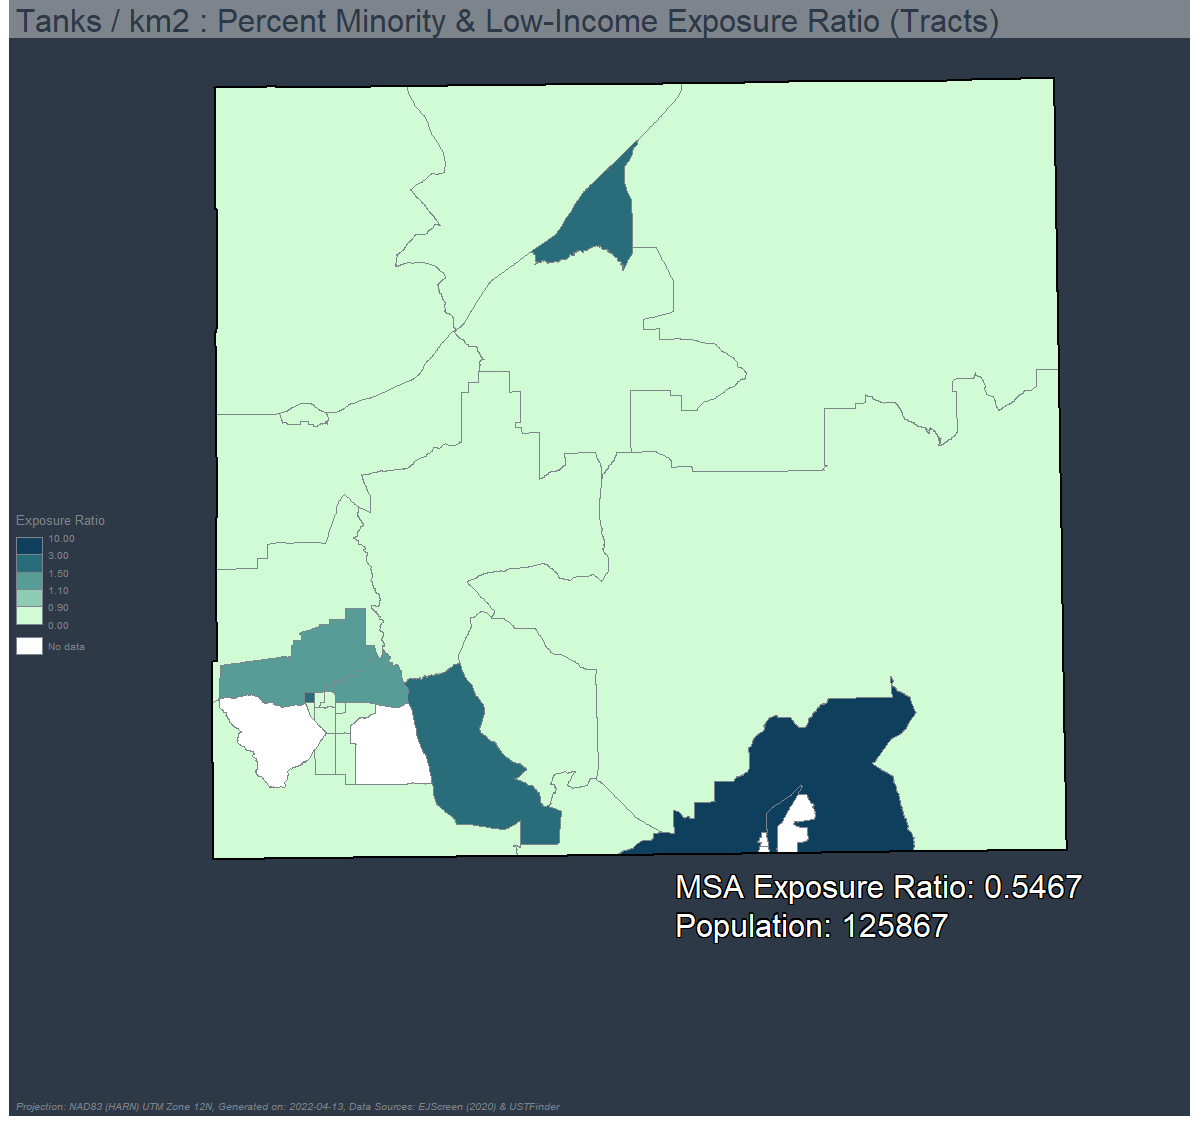 Tanks / km2 : Percent Minority & Low-Income Exposure Ratio (Tracts)
Exposure Ratio
10.00
3.00
1.50
1.10
0.90
0.00
No data
MSA Exposure Ratio: 0.5467
Population: 125867
Projection: NAD83 (HARN) UTM Zone 12N, Generated on: 2022-04-13, Data Sources: EJScreen (2020) & USTFinder